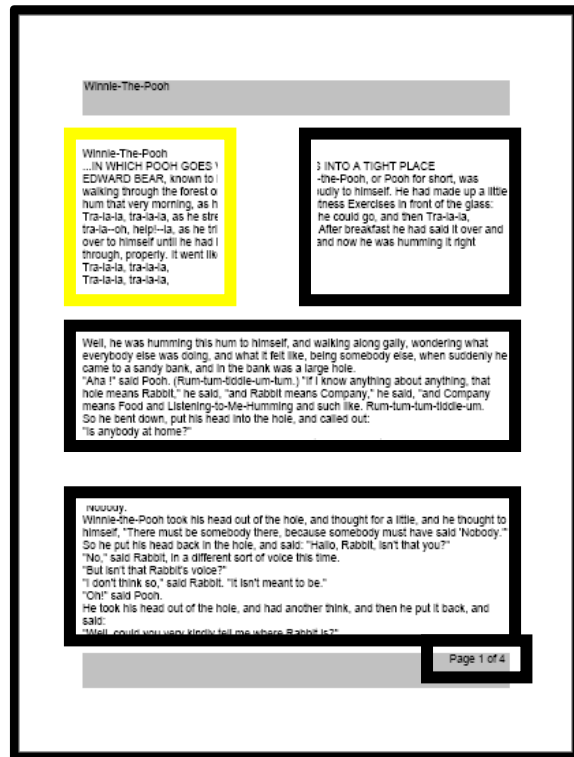 Winnie-The-Pooh
Winnie-The-Pooh
...IN WHICH POOH GOES
EDWARD BEAR, known to
walking through the forest o
hum that very morning, as h
Tra-la-la, tra-la-la, as he stre
tra-la--oh, help!--la, as he tri
over to himself until he had l
through, properly. It went lik
Tra-la-la, tra-la-la,
Tra-la-la, tra-la-la,
INTO A TIGHT PLACE
-the-Pooh, or Pooh for short, was
udly to himself. He had made up a little
tness Exercises in front of the glass:
he could go, and then Tra-la-la,
After breakfast he had said it over and
and now he was humming it right
Well, he was humming this hum to himself, and walking along gaily, wondering what
everybody else was doing, and what it felt like, being somebody else, when suddenly he
came to a sandy bank, and in the bank was a large hole.
"Aha !" said Pooh. (Rum-tum-tiddle-um-tum.) "If I know anything about anything, that
hole means Rabbit," he said, "and Rabbit means Company," he said, "and Company
means Food and Listening-to-Me-Humming and such like. Rum-tum-tum-tiddle-um.
So he bent down, put his head into the hole, and called out:
"Is anybody at home?"
Nobody.
Winnie-the-Pooh took his head out of the hole, and thought for a little, and he thought to
himself, "There must be somebody there, because somebody must have said 'Nobody.'"
So he put his head back in the hole, and said: "Hallo, Rabbit, isn't that you?"
"No," said Rabbit, in a different sort of voice this time.
"But isn't that Rabbit's voice?"
"I don't think so," said Rabbit. "It isn't meant to be."
"Oh!" said Pooh.
He took his head out of the hole, and had another think, and then he put it back, and
said:
"Well, could you very kindly tell me where Rabbit is?"
Page 1 of 4